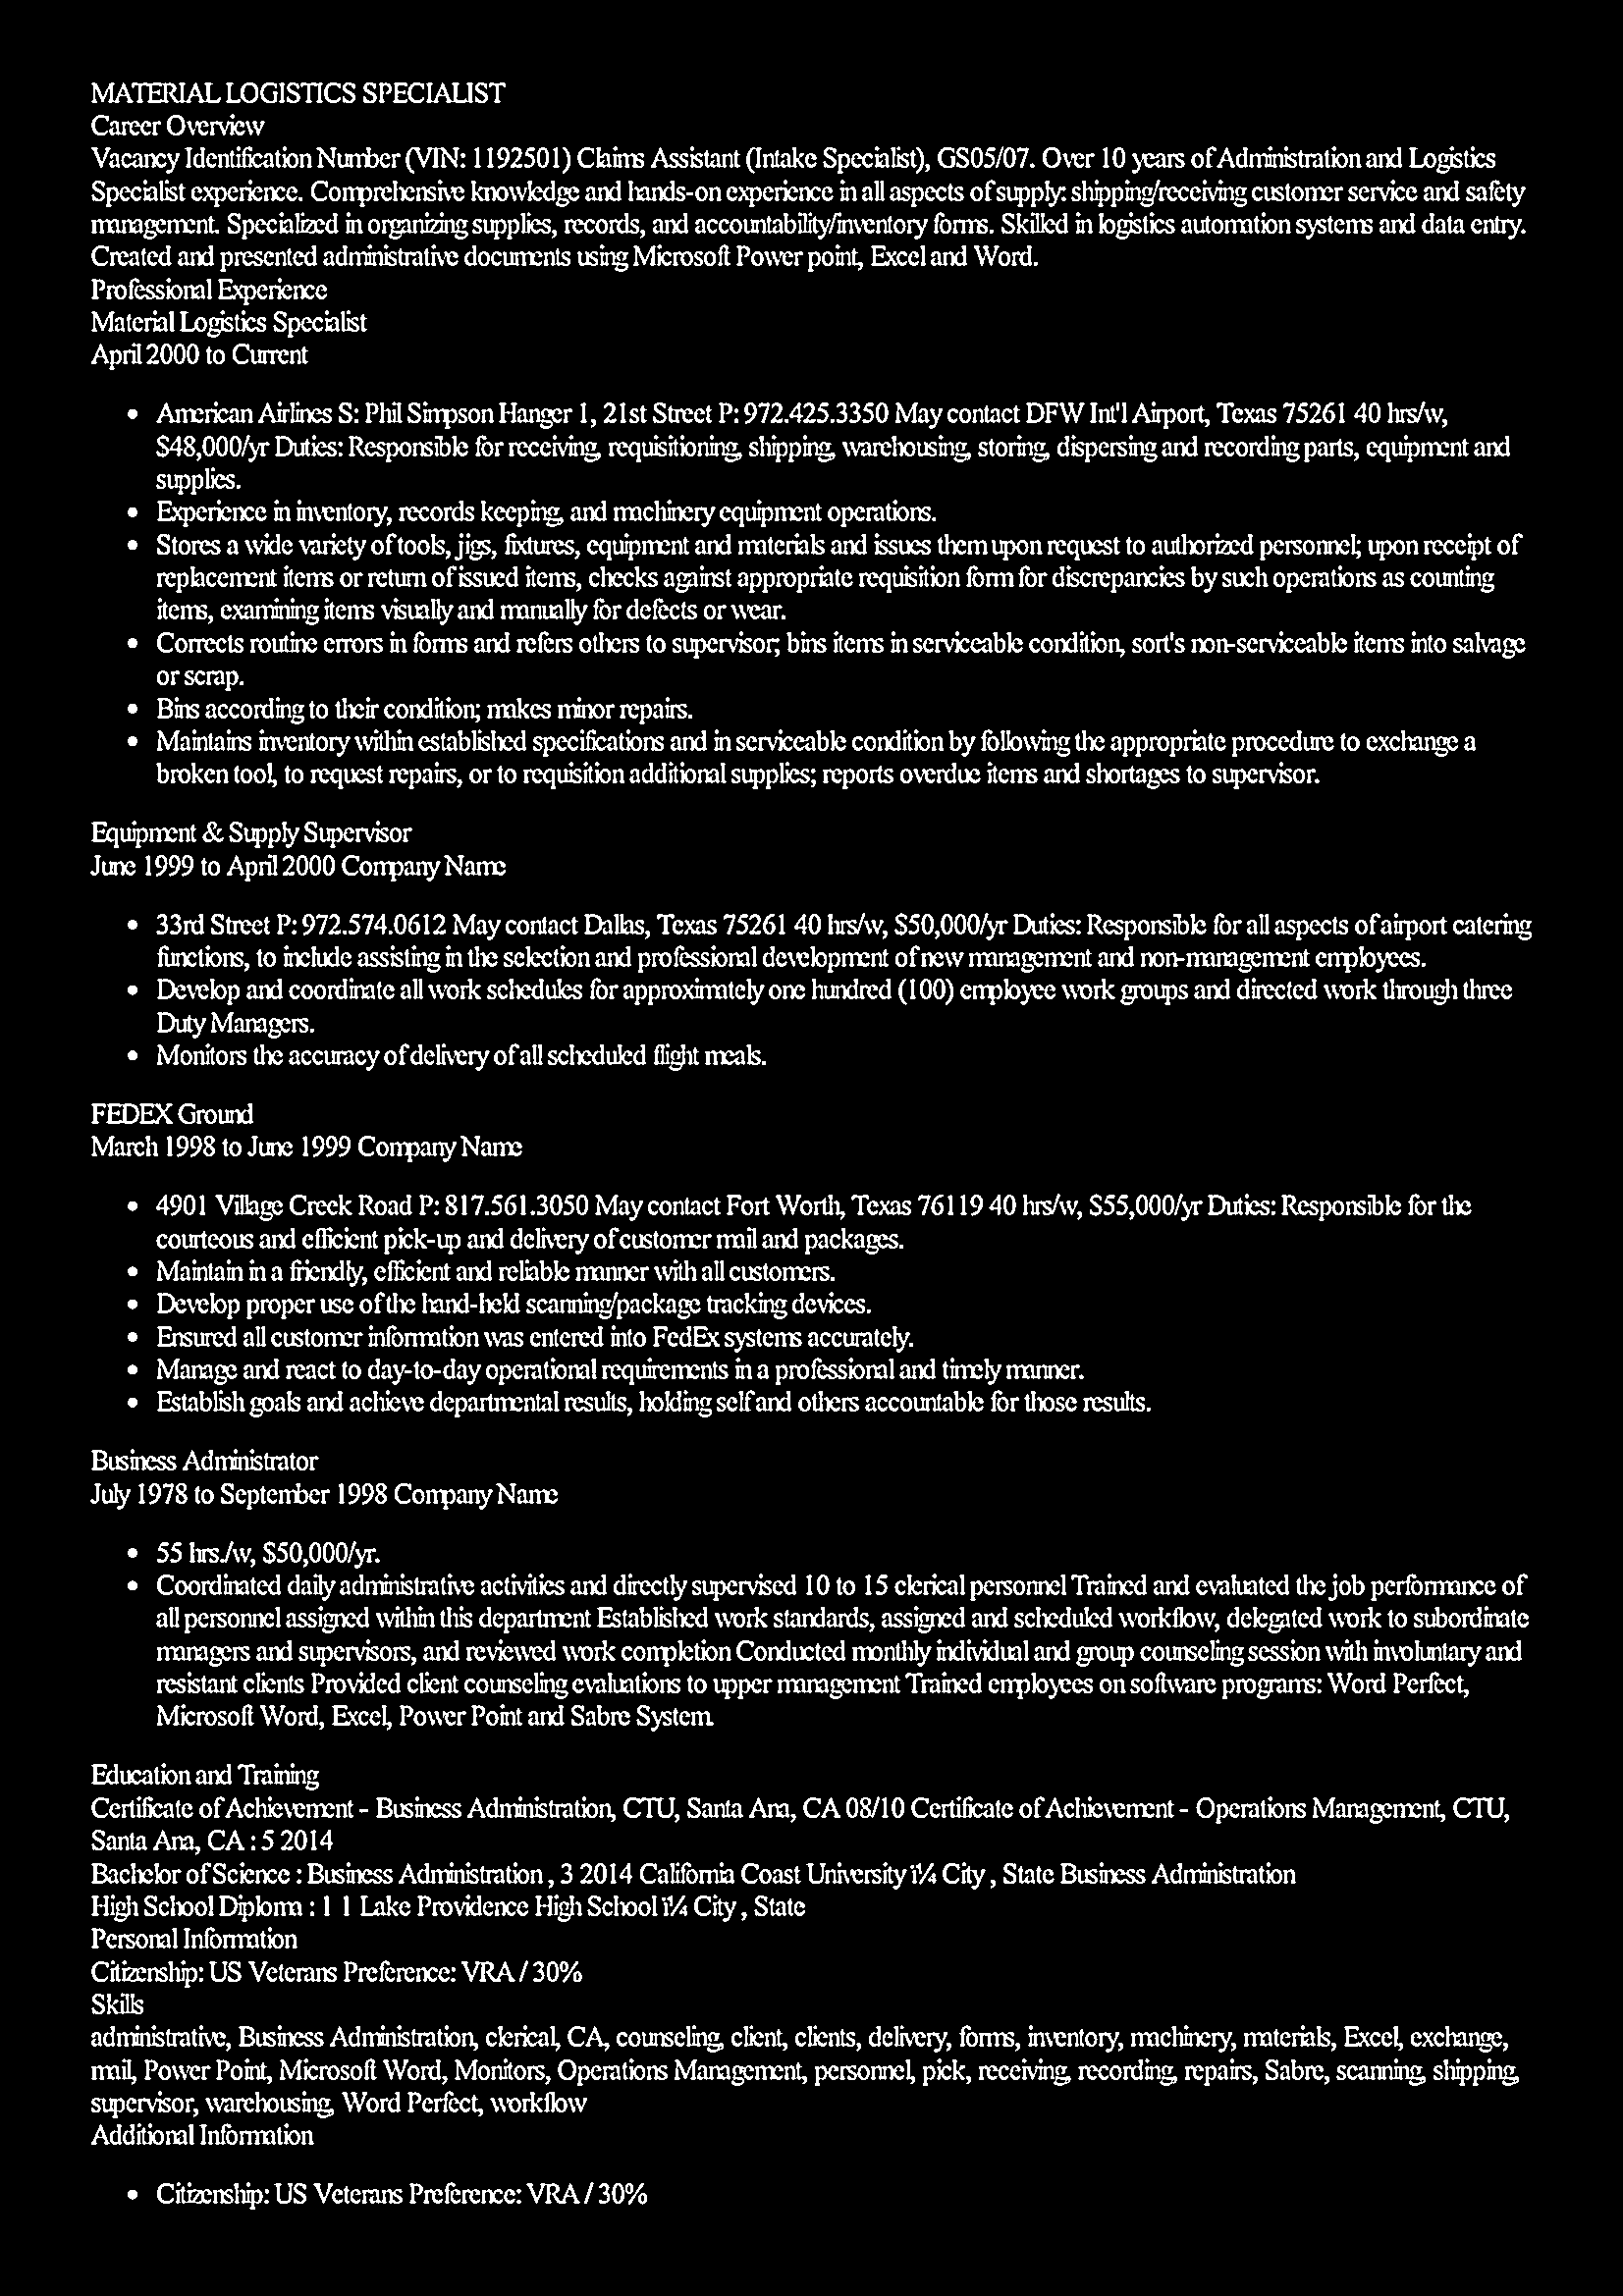 MATERIAL LOGISTICS SPECIALIST
Career Overview
Vacancy Identification Number (VIN: 1192501) Claims Assistant (Intake Specialist), GS05/07. Over 10 years of Administration and Logistics
Specialist experience. Comprehensive knowledge and hands-on experience in all aspects of supply: shipping/receiving customer service and safety
management. Specialized in organizing supplies, records, and accountability/inventory forms. Skilled in logistics automation systems and data entry.
Created and presented administrative documents using Microsoft Power point, Excel and Word.
Professional Experience
Material Logistics Specialist
April 2000 to Current
• American Airlines S: Phil Simpson Hanger 1, 21st Street P: 972.425.3350 May contact DFW Int'l Airport, Texas 75261 40 hrs/w,
$48,000/yr Duties: Responsible for receiving, requisitioning, shipping, warehousing, storing, dispersing and recording parts, equipment and
supplies.
• Experience in inventory, records keeping, and machinery equipment operations.
• Stores a wide variety of tools, jigs, fixtures, equipment and materials and issues them upon request to authorized personnel; upon receipt of
replacement items or return of issued items, checks against appropriate requisition form for discrepancies by such operations as counting
items, examining items visually and manually for defects or wear.
• Corrects routine errors in forms and refers others to supervisor; bins items in serviceable condition, sort's non-serviceable items into salvage
or scrap.
• Bins according to their condition; makes minor repairs.
• Maintains inventory within established specifications and in serviceable condition by following the appropriate procedure to exchange a
broken tool, to request repairs, or to requisition additional supplies; reports overdue items and shortages to supervisor.
Equipment & Supply Supervisor
June 1999 to April 2000 Company Name
• 33rd Street P: 972.574.0612 May contact Dallas, Texas 75261 40 hrs/w, $50,000/yr Duties: Responsible for all aspects of airport catering
functions, to include assisting in the selection and professional development of new management and non-management employees.
• Develop and coordinate all work schedules for approximately one hundred (100) employee work groups and directed work through three
Duty Managers.
• Monitors the accuracy of delivery of all scheduled flight meals.
FEDEX Ground
March 1998 to June 1999 Company Name
• 4901 Village Creek Road P: 817.561.3050 May contact Fort Worth, Texas 76119 40 hrs/w, $55,000/yr Duties: Responsible for the
courteous and efficient pick-up and delivery of customer mail and packages.
• Maintain in a friendly, efficient and reliable manner with all customers.
• Develop proper use of the hand-held scanning/package tracking devices.
• Ensured all customer information was entered into FedEx systems accurately.
• Manage and react to day-to-day operational requirements in a professional and timely manner.
• Establish goals and achieve departmental results, holding self and others accountable for those results.
Business Administrator
July 1978 to September 1998 Company Name
• 55 hrs./w, $50,000/yr.
• Coordinated daily administrative activities and directly supervised 10 to 15 clerical personnel Trained and evaluated the job performance of
all personnel assigned within this department Established work standards, assigned and scheduled workflow, delegated work to subordinate
managers and supervisors, and reviewed work completion Conducted monthly individual and group counseling session with involuntary and
resistant clients Provided client counseling evaluations to upper management Trained employees on software programs: Word Perfect,
Microsoft Word, Excel, Power Point and Sabre System.
Education and Training
Certificate of Achievement - Business Administration, CTU, Santa Ana, CA 08/10 Certificate of Achievement - Operations Management, CTU,
Santa Ana, CA : 5 2014
Bachelor of Science : Business Administration , 3 2014 California Coast University ï¼ City , State Business Administration
High School Diploma : 1 1 Lake Providence High School ï¼ City , State
Personal Information
Citizenship: US Veterans Preference: VRA / 30%
Skills
administrative, Business Administration, clerical, CA, counseling, client, clients, delivery, forms, inventory, machinery, materials, Excel, exchange,
mail, Power Point, Microsoft Word, Monitors, Operations Management, personnel, pick, receiving, recording, repairs, Sabre, scanning, shipping,
supervisor, warehousing, Word Perfect, workflow
Additional Information
• Citizenship: US Veterans Preference: VRA / 30%